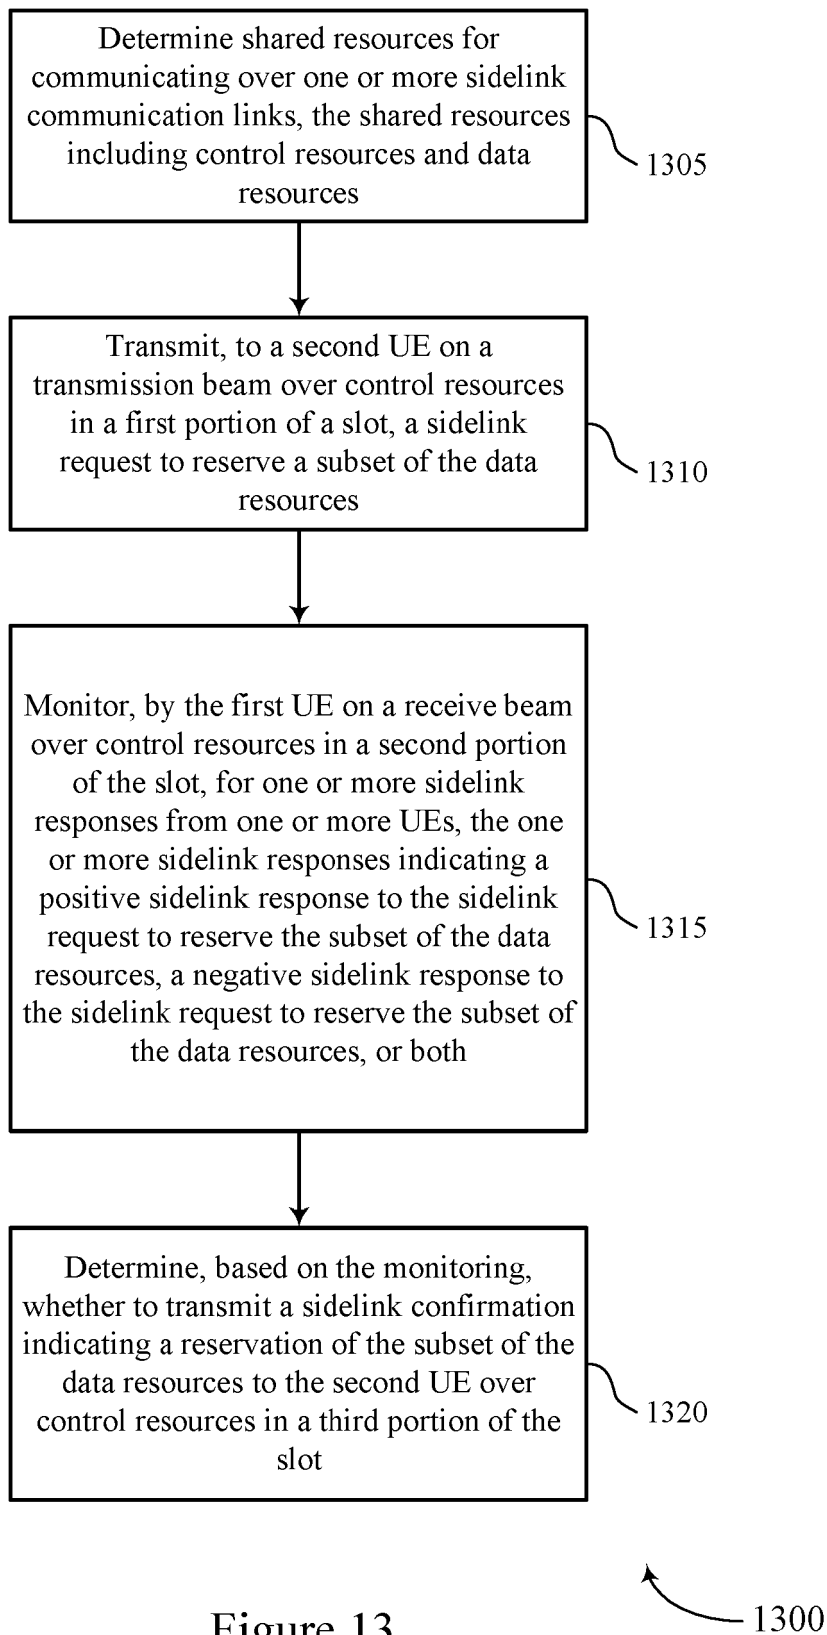 Determine shared resources for
communicating over one or more sidelink
communication links, the shared resources
including control resources and data
resources
1305
Transmit, to a second UE on a
transmission beam over control resources
in a first portion of a slot, a sidelink
request to reserve a subset of the data
resources
1310
Monitor, by the first UE on a receive beam
over control resources in a second portion
of the slot, for one or more sidelink
responses from one or more UEs, the one
or more sidelink responses indicating a
positive sidelink response to the sidelink
request to reserve the subset of the data
resources, a negative sidelink response to
the sidelink request to reserve the subset of
the data resources, or both
1315
Determine, based on the monitoring,
whether to transmit a sidelink confirmation
indicating a reservation of the subset of the
data resources to the second UE over
control resources in a third portion of the
slot
1320
1300
Figure 13